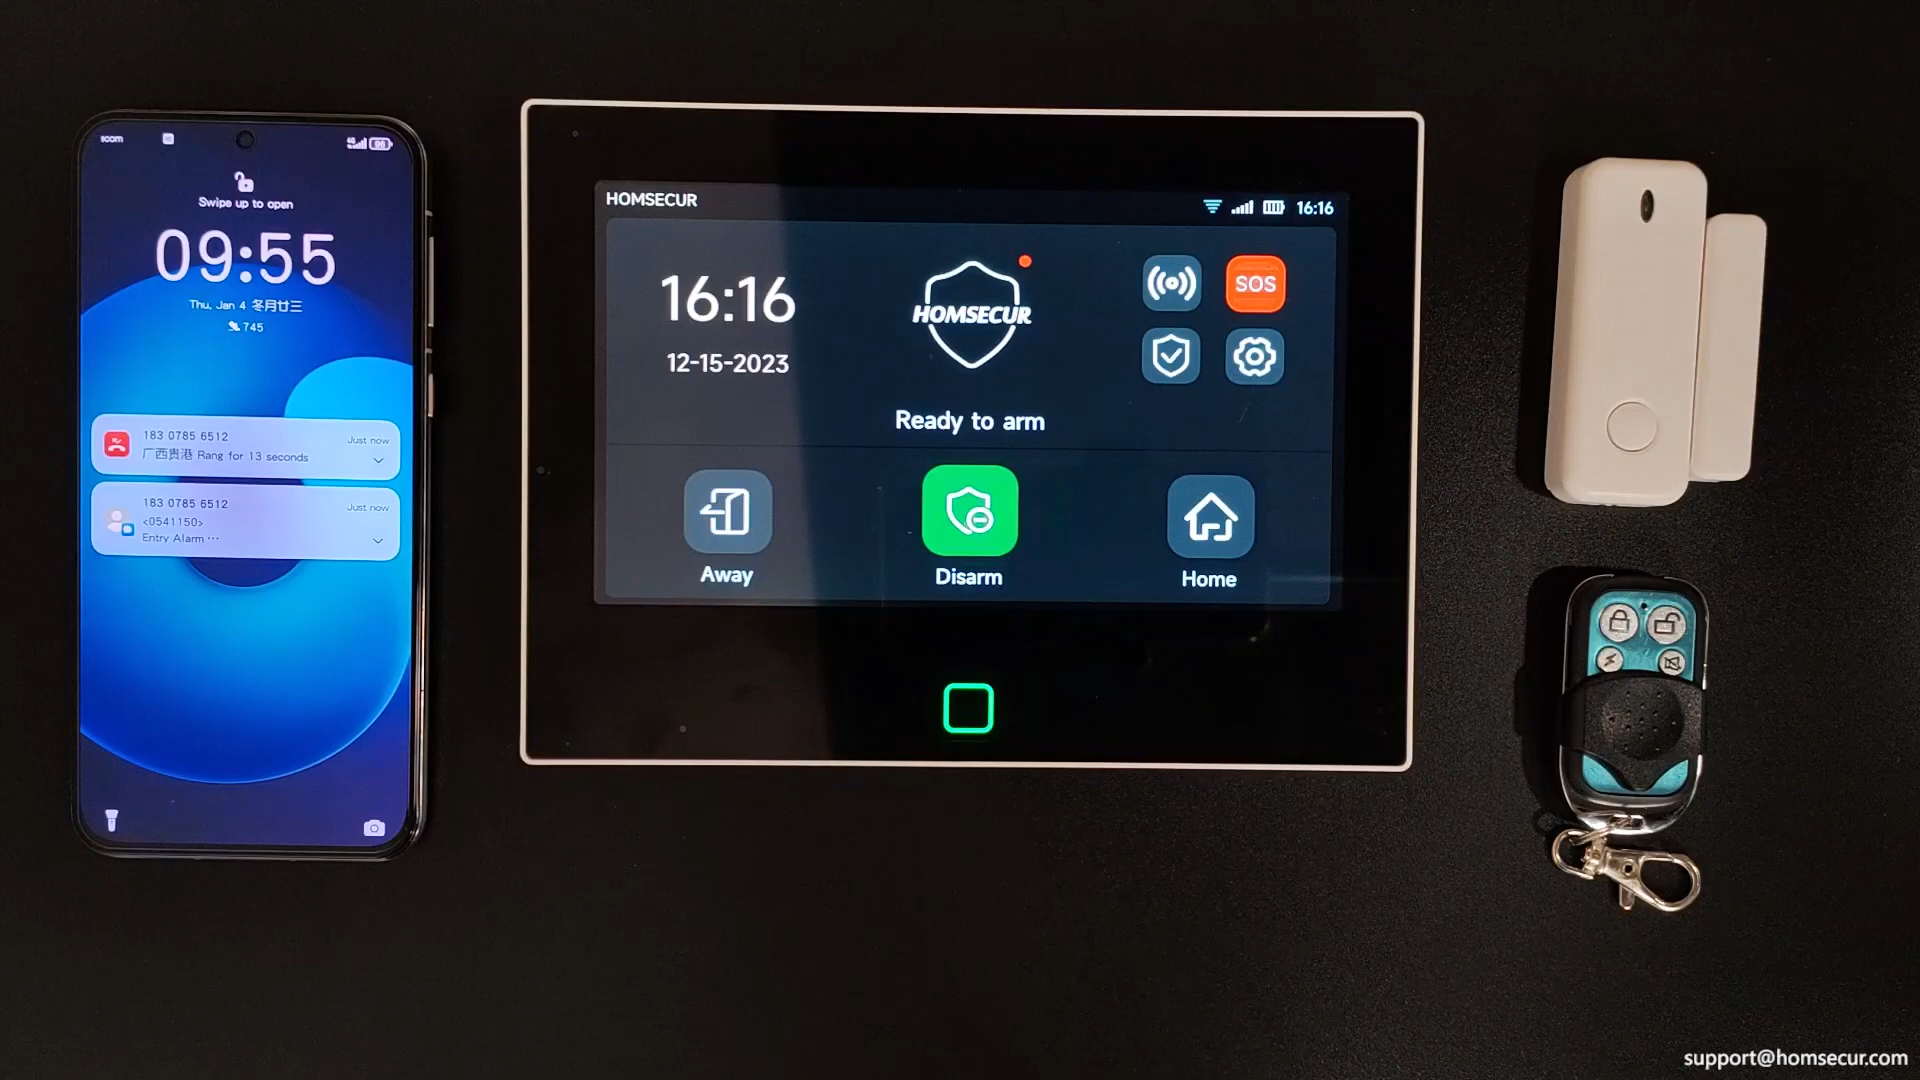 98
Swipe up to open
09:55
Thu, Jan 4 冬月廿三
745
183 0785 6512
Just now
广西贵港 Rang for 13 seconds
183 0785 6512
Just now
<0541150>
Entry Alarm ···
HOMSECUR
16:16
16:16
12-15-2023
HOMSECUR
SOS
Ready to arm
Away
Disarm
Home
support@homsecur.com